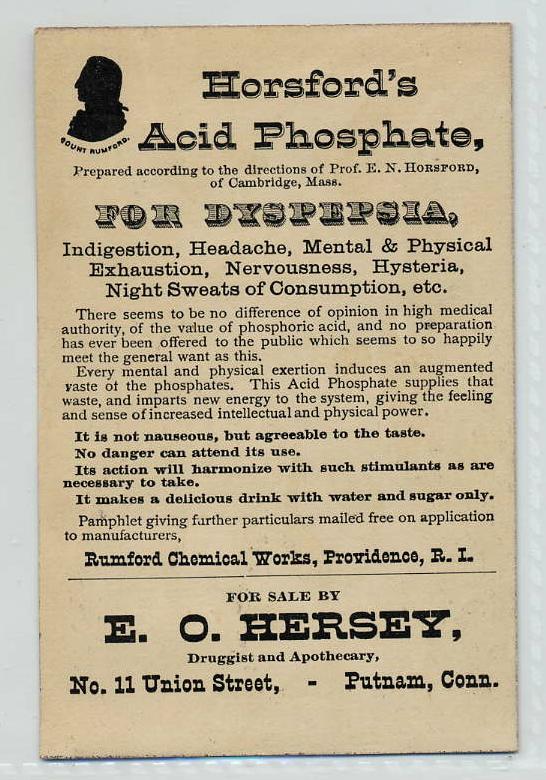 Horsford's
Acid Phosphate,
COUNT RUMFORD.
Prepared according to the directions of Prof. E. N. HORSFORD,
of Cambridge, Mass.
FOR DYSPEPSIA,
Indigestion, Headache, Mental & Physical
Exhaustion, Nervousness, Hysteria,
Night Sweats of Consumption, etc.
There seems to be no difference of opinion in high medical
authority, of the value of phosphoric acid, and no preparation
has ever been offered to the public which seems to so happily
meet the general want as this.
Every mental and physical exertion induces an augmented
waste of the phosphates. This Acid Phosphate supplies that
waste, and imparts new energy to the system, giving the feeling
and sense of increased intellectual and physical power.
It is not nauseous, but agreeable to the taste.
No danger can attend its use.
Its action will harmonize with such stimulants as are
necessary to take.
It makes a delicious drink with water and sugar only.
Pamphlet giving further particulars mailed free on application
to manufacturers,
Rumford Chemical Works, Providence, R. I.
FOR SALE BY
E. O. HERSEY,
Druggist and Apothecary,
No. 11 Union Street, - Putnam, Conn.